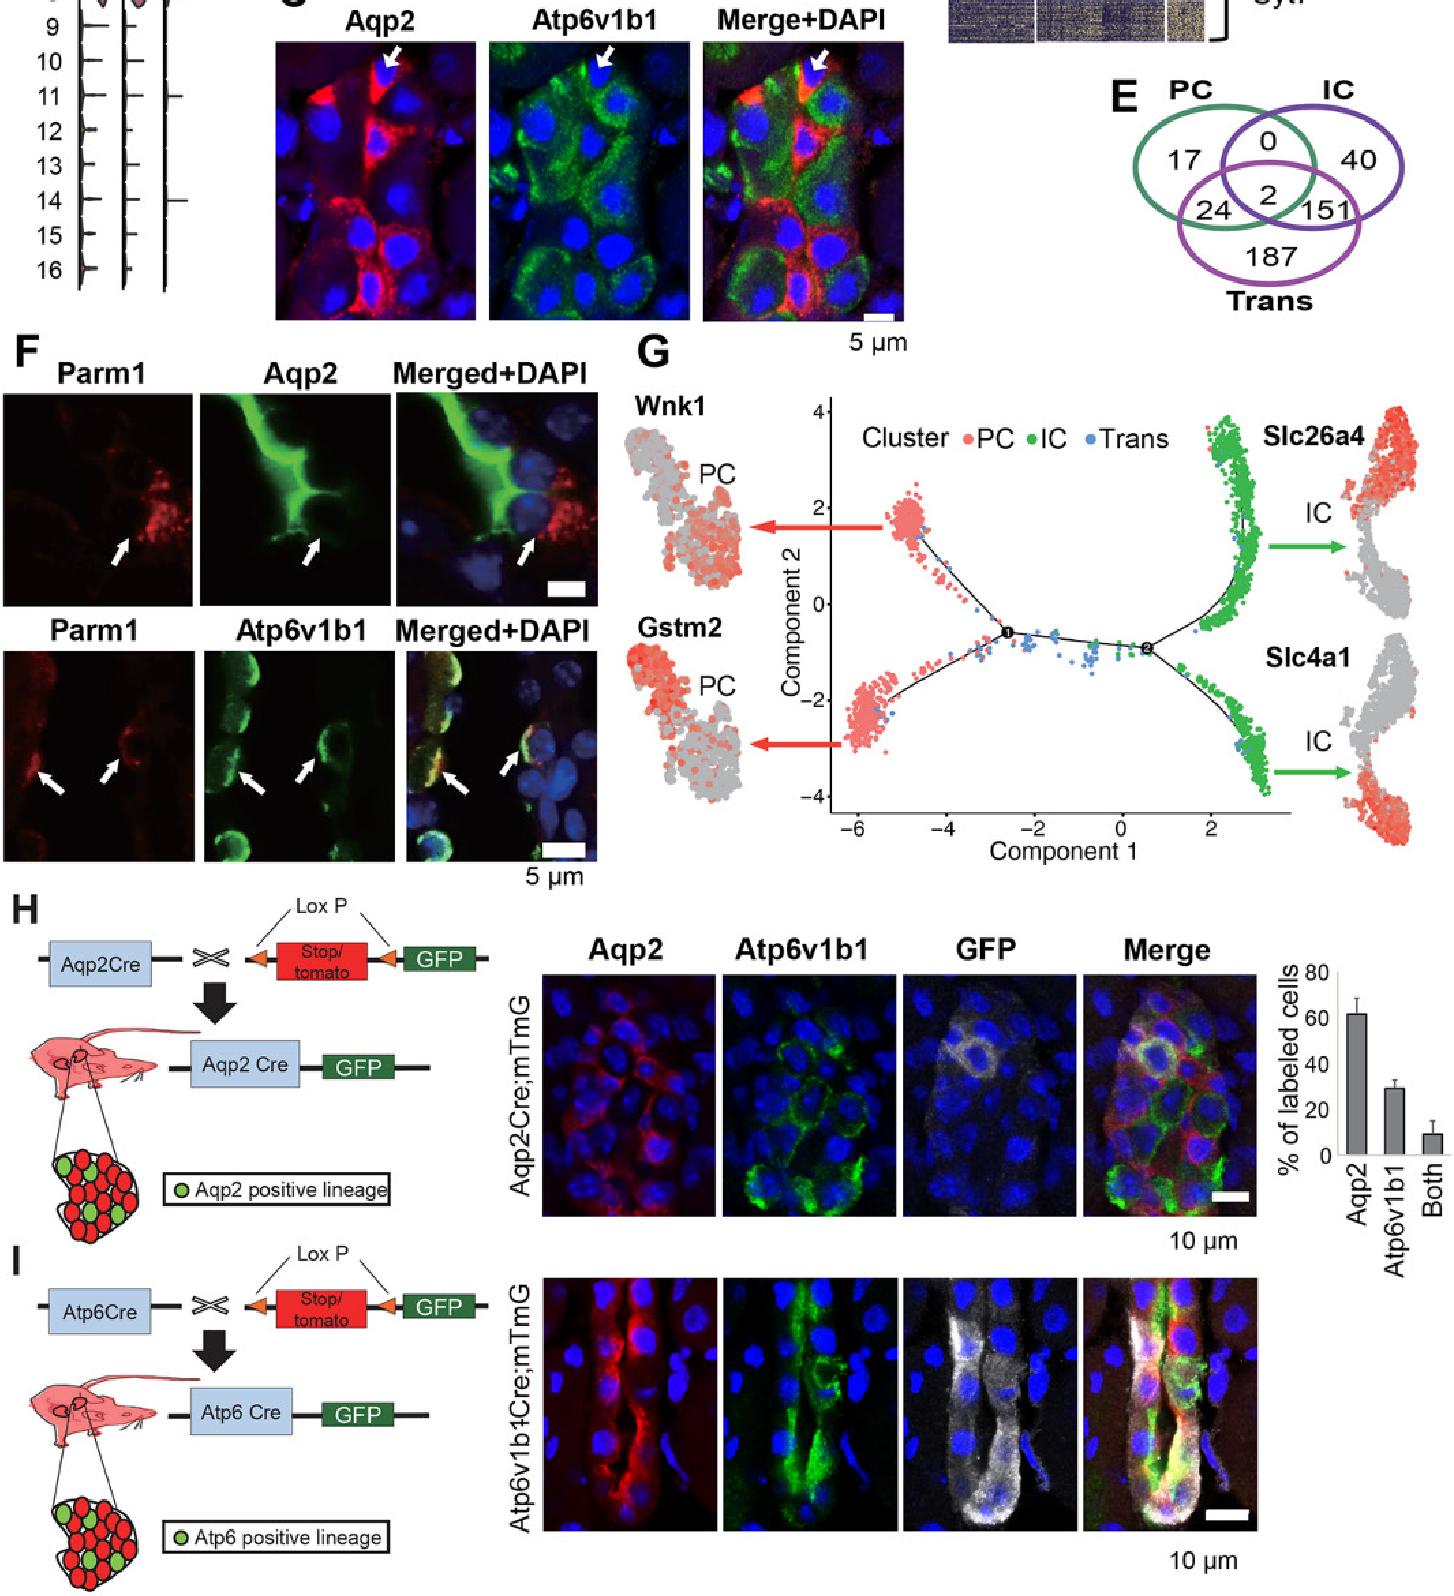 9
10
11
12
13
14
15
16
Aqp2 Atp6v1b1 Merge+DAPI
5 µm
E
PC IC
0
17 40
2
24 151
187
Trans
F
Parm1 Aqp2 Merged+DAPI
Parm1 Atp6v1b1 Merged+DAPI
5 µm
G
Wnk1
PC
Gstm2
PC
Cluster PC IC Trans
Component 2
4
2
0
−2
−4
−6 −4 −2 0 2
Component 1
1
2
Slc26a4
IC
Slc4a1
IC
H
Lox P
Aqp2Cre Stop/ GFP
tomato
Aqp2 Cre GFP
Aqp2 positive lineage
Aqp2 Atp6v1b1 GFP Merge
Aqp2Cre;mTmG
10 µm
% of labeled cells
80
60
40
20
0
Aqp2
Atp6v1b1
Both
I
Lox P
Atp6Cre Stop/ GFP
tomato
Atp6 Cre GFP
Atp6 positive lineage
Atp6v1b1Cre;mTmG
10 µm